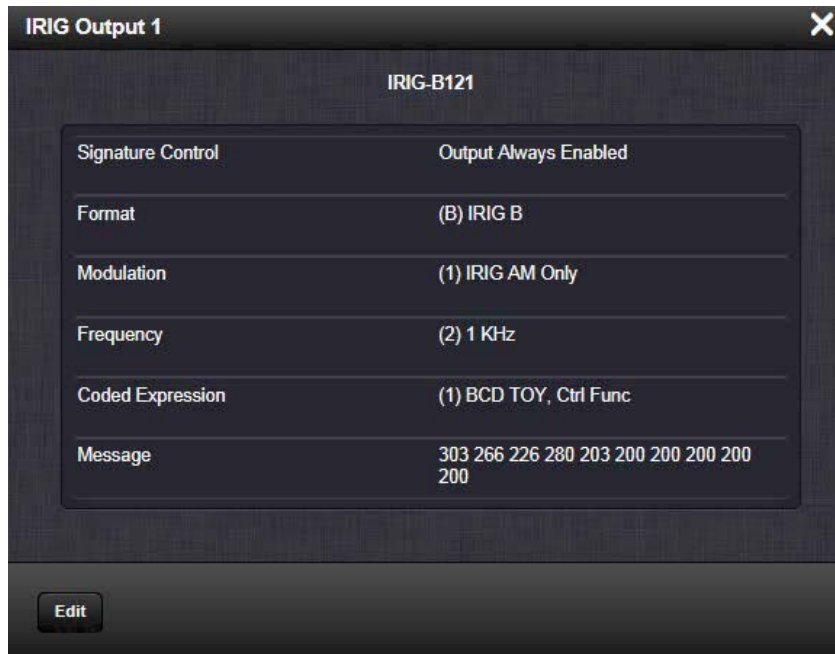 IRIG Output 1
IRIG-B121
Signature Control Output Always Enabled
Format (B) IRIG B
Modulation (1) IRIG AM Only
Frequency (2) 1 KHz
Coded Expression (1) BCD TOY, Ctrl Func
Message 303 266 226 280 203 200 200 200 200
200
Edit